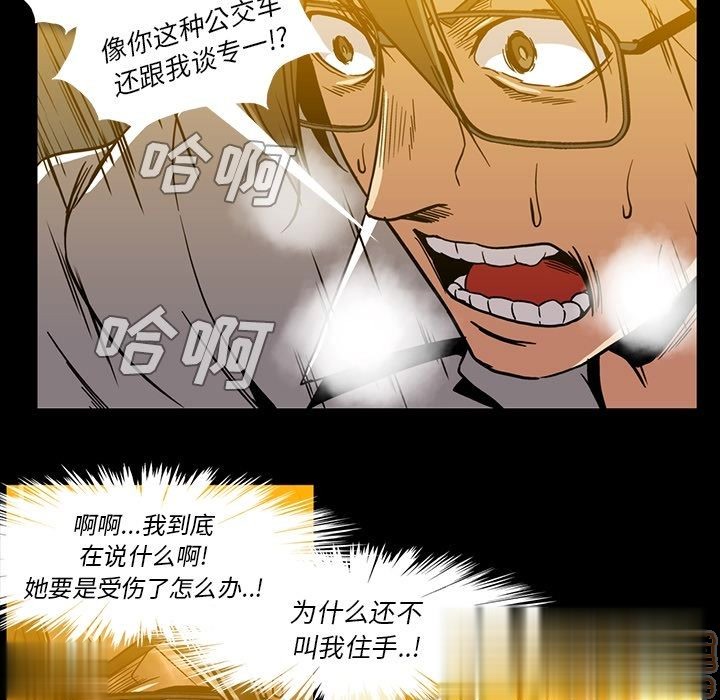 像你这种公交车
还跟我谈专一!?
哈啊
哈啊
啊啊...我到底
在说什么啊!
她要是受伤了怎么办..!
为什么还不
叫我住手..!